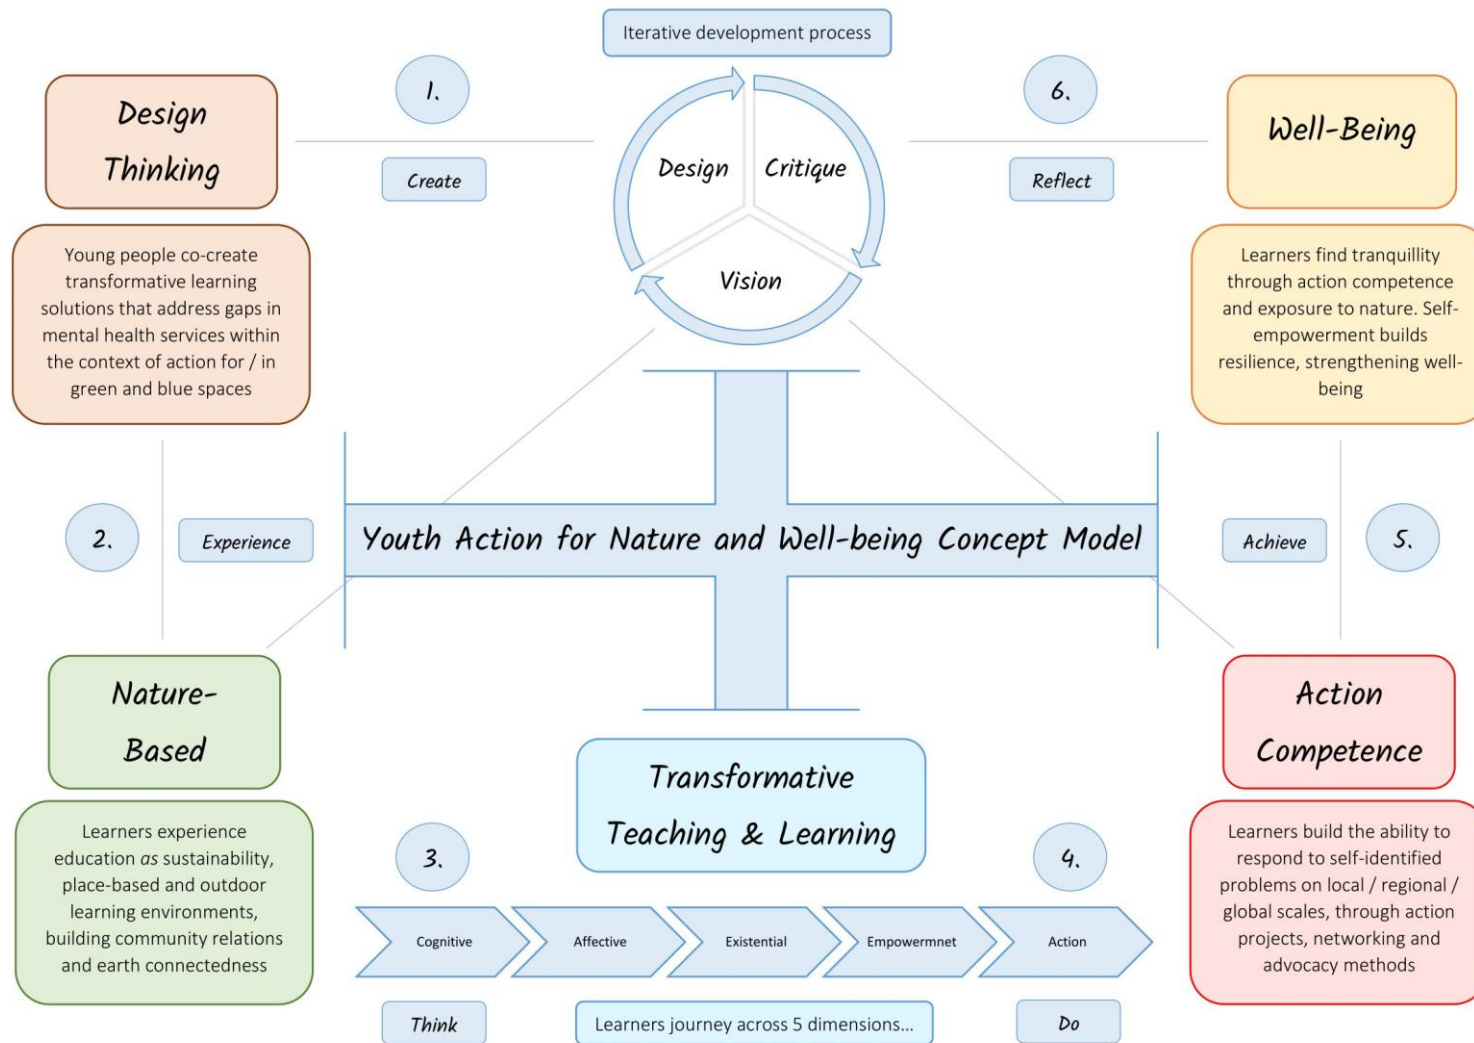 Iterative development process
1.
6.
Design
Thinking
Well-Being
Create
Design
Critique
Vision
Reflect
Young people co-create
transformative learning
solutions that address gaps in
mental health services within
the context of action for / in
green and blue spaces
Learners find tranquillity
through action competence
and exposure to nature. Self-
empowerment builds
resilience, strengthening well-
being
2.
Experience
Youth Action for Nature and Well-being Concept Model
Achieve
5.
Nature-
Based
Action
Competence
Transformative
Teaching & Learning
Learners experience
education as sustainability,
place-based and outdoor
learning environments,
building community relations
and earth connectedness
Learners build the ability to
respond to self-identified
problems on local / regional /
global scales, through action
projects, networking and
advocacy methods
3.
4.
Cognitive
Affective
Existential
Empowermnet
Action
Think
Learners journey across 5 dimensions...
Do